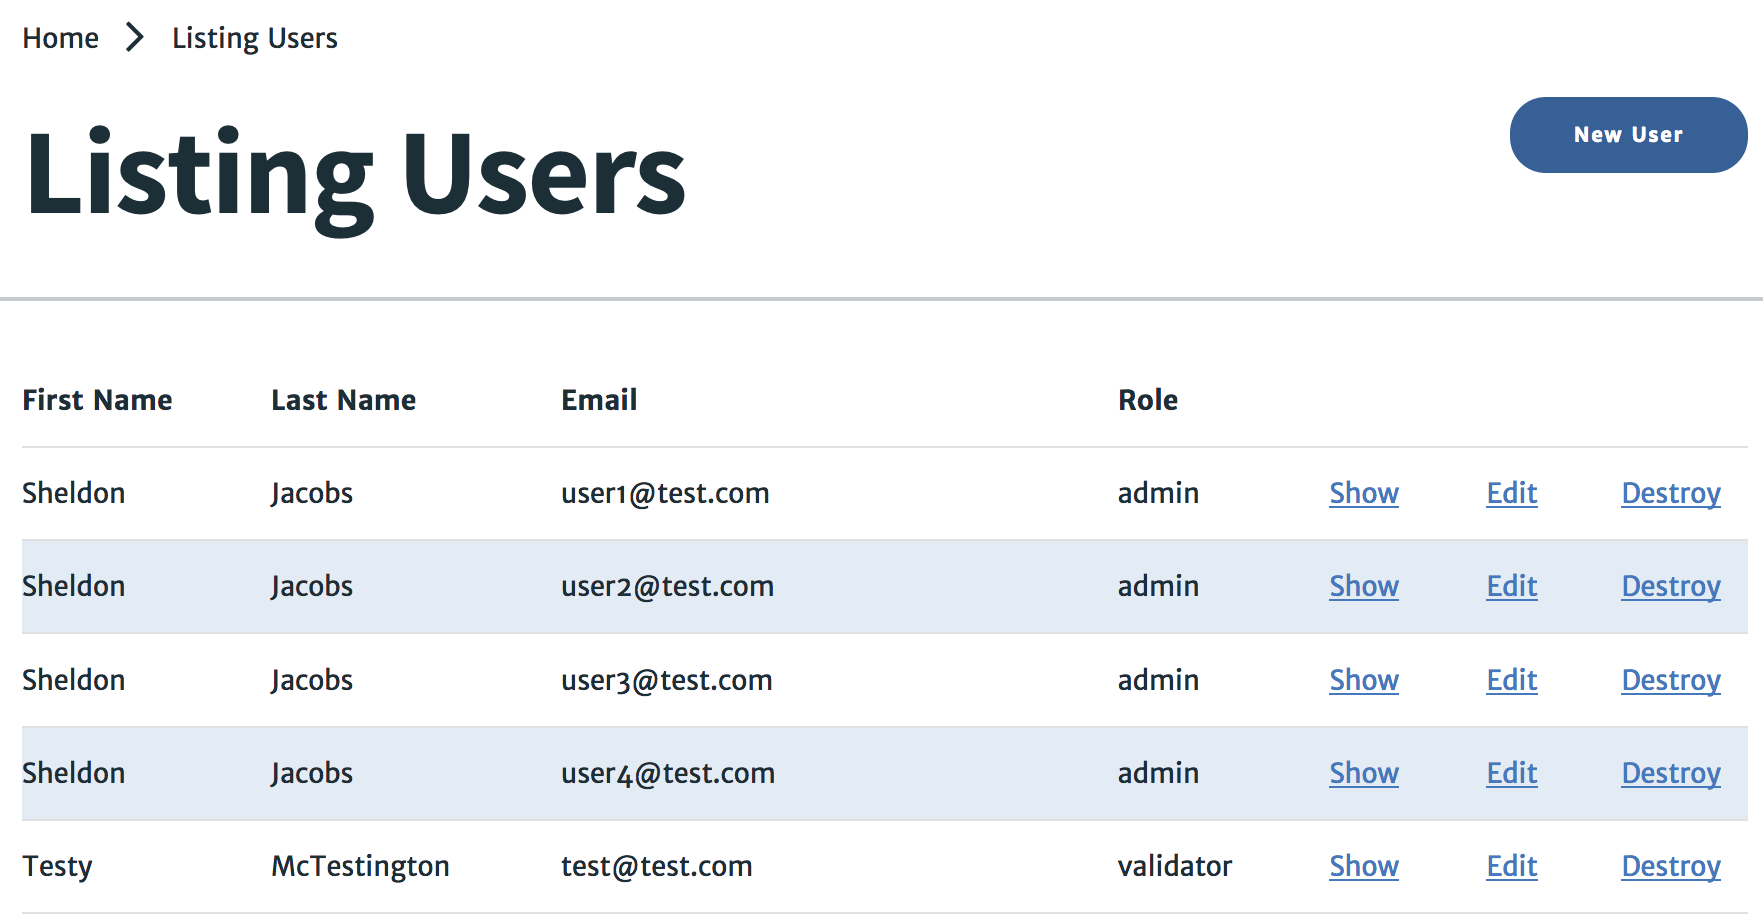 Home > Listing Users
Listing Users
New User
First Name Last Name Email Role
Sheldon Jacobs user1@test.com admin Show Edit Destroy
Sheldon Jacobs user2@test.com admin Show Edit Destroy
Sheldon Jacobs user3@test.com admin Show Edit Destroy
Sheldon Jacobs user4@test.com admin Show Edit Destroy
Testy McTestington test@test.com validator Show Edit Destroy